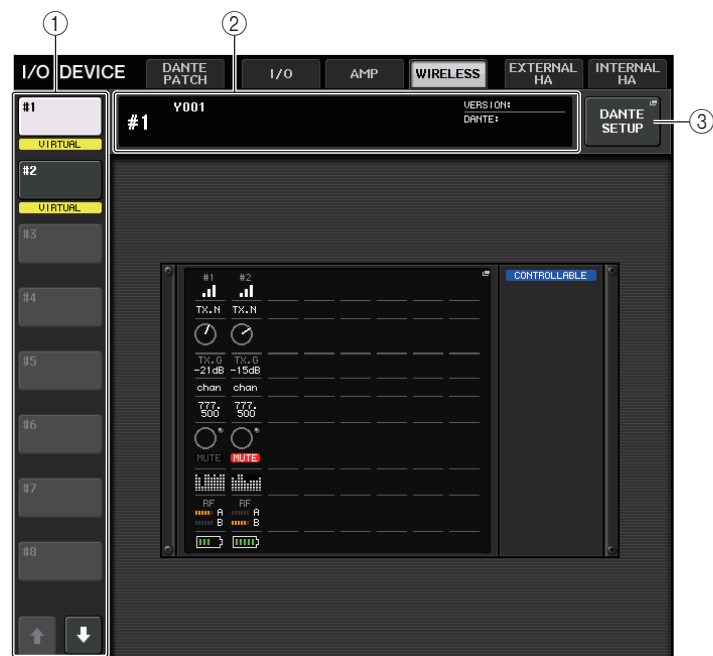 ① ②
I/O DEVICE
DANTE PATCH
I/O
AMP
WIRELESS
EXTERNAL HA
INTERNAL HA
#1
VIRTUAL
#2
VIRTUAL
#3
#4
#5
#6
#7
#8
#1
Y001
VERSION:
DANTE:
DANTE SETUP
③
#1 #2
TX.N TX.N
TX.G TX.G
-21dB -15dB
chan chan
777. 777.
500 500
MUTE MUTE
RF RF
A A
B B
CONTROLLABLE